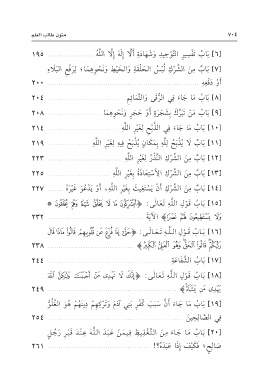 ٧٠٤ متون طالب العلم
[٦] بَابُ تَفْسِيرِ التَّوْحِيدِ وَشَهَادَةِ أَنْ لَا إِلَهَ إِلَّا اللَّهُ ١٩٥
[٧] بَابٌ مِنَ الشِّرْكِ لُبْسُ الحَلْقَةِ وَالخَيْطِ وَنَحْوِهِمَا؛ لِرَفْعِ البَلَاءِ
أَوْ دَفْعِهِ ٢٠٠
[٨] بَابُ مَا جَاءَ فِي الرُّقَى وَالتَّمَائِمِ ٢٠٤
[٩] بَابُ مَنْ تَبَرَّكَ بِشَجَرَةٍ أَوْ حَجَرٍ وَنَحْوِهِمَا ٢٠٨
[١٠] بَابُ مَا جَاءَ فِي الذَّبْحِ لِغَيْرِ اللَّهِ ٢١٤
[١١] بَابٌ لَا يُذْبَحُ لِلَّهِ بِمَكَانٍ يُذْبَحُ فِيهِ لِغَيْرِ اللَّهِ ٢١٩
[١٢] بَابٌ مِنَ الشِّرْكِ النَّذْرُ لِغَيْرِ اللَّهِ ٢٢٣
[١٣] بَابٌ مِنَ الشِّرْكِ الِاسْتِعَاذَةُ بِغَيْرِ اللَّهِ ٢٢٥
[١٤] بَابٌ مِنَ الشِّرْكِ أَنْ يَسْتَغِيثَ بِغَيْرِ اللَّهِ، أَوْ يَدْعُوَ غَيْرَهُ ٢٢٧
[١٥] بَابُ قَوْلِ اللَّهِ تَعَالَى: ﴿أَيُشْرِكُونَ مَا لَا يَخْلُقُ شَيْئًا وَهُمْ يُخْلَقُونَ *
وَلَا يَسْتَطِيعُونَ لَهُمْ نَصْرًا﴾ الآيَةَ ٢٣٢
[١٦] بَابُ قَوْلِ اللَّهِ تَعَالَى: ﴿حَتَّى إِذَا فُزِّعَ عَنْ قُلُوبِهِمْ قَالُوا مَاذَا قَالَ
رَبُّكُمْ قَالُوا الْحَقَّ وَهُوَ الْعَلِيُّ الْكَبِيرُ﴾ ٢٣٨
[١٧] بَابُ الشَّفَاعَةِ ٢٤٤
[١٨] بَابُ قَوْلِ اللَّهِ تَعَالَى: ﴿إِنَّكَ لَا تَهْدِي مَنْ أَحْبَبْتَ وَلَكِنَّ اللَّهَ
يَهْدِي مَنْ يَشَاءُ﴾ ٢٤٩
[١٩] بَابُ مَا جَاءَ أَنَّ سَبَبَ كُفْرِ بَنِي آدَمَ وَتَرْكِهِمْ دِينَهُمْ هُوَ الغُلُوُّ
فِي الصَّالِحِينَ ٢٥٤
[٢٠] بَابُ مَا جَاءَ مِنَ التَّغْلِيظِ فِيمَنْ عَبَدَ اللَّهَ عِنْدَ قَبْرِ رَجُلٍ
صَالِحٍ؛ فَكَيْفَ إِذَا عَبَدَهُ؟! ٢٦١